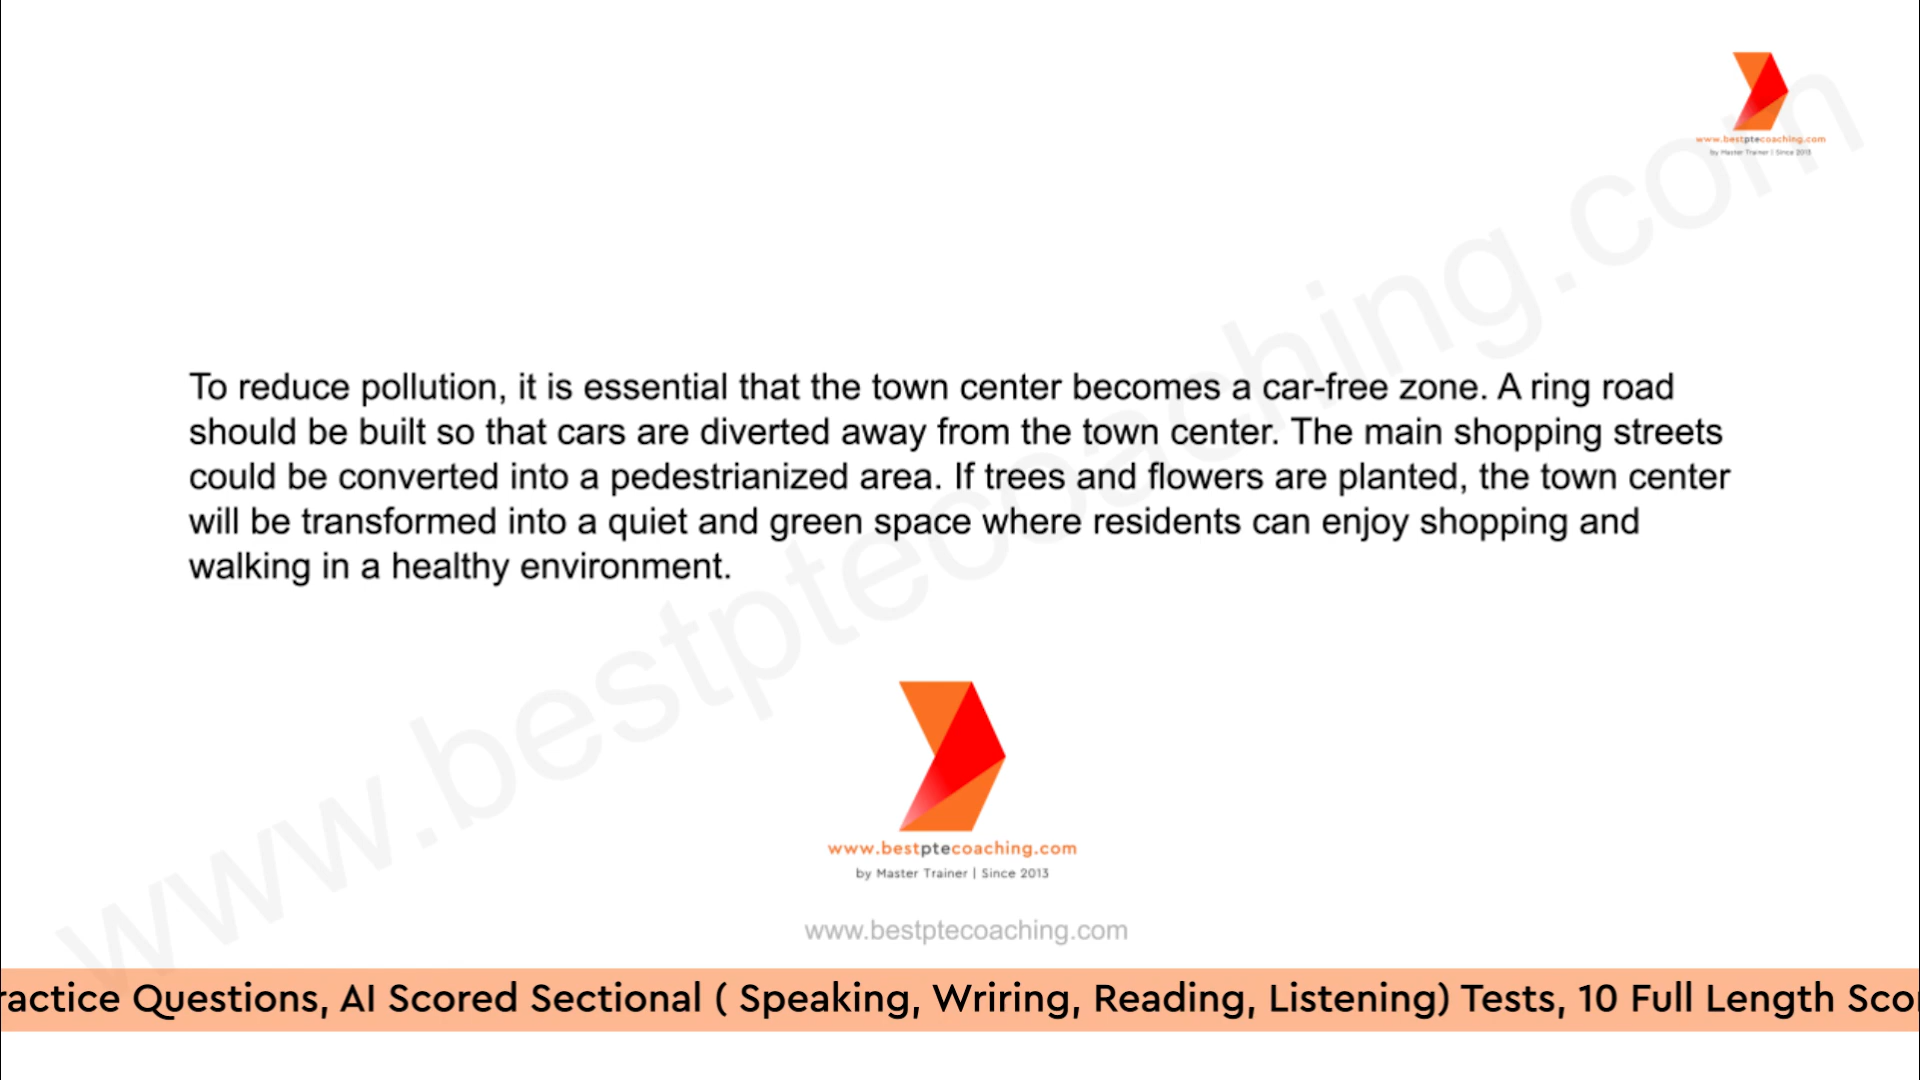 www.bestptecoaching.com
by Master Trainer | Since 2013
To reduce pollution, it is essential that the town center becomes a car-free zone. A ring road
should be built so that cars are diverted away from the town center. The main shopping streets
could be converted into a pedestrianized area. If trees and flowers are planted, the town center
will be transformed into a quiet and green space where residents can enjoy shopping and
walking in a healthy environment.
www.bestptecoaching.com
www.bestptecoaching.com
by Master Trainer | Since 2013
www.bestptecoaching.com
ractice Questions, AI Scored Sectional ( Speaking, Wriring, Reading, Listening) Tests, 10 Full Length Sco